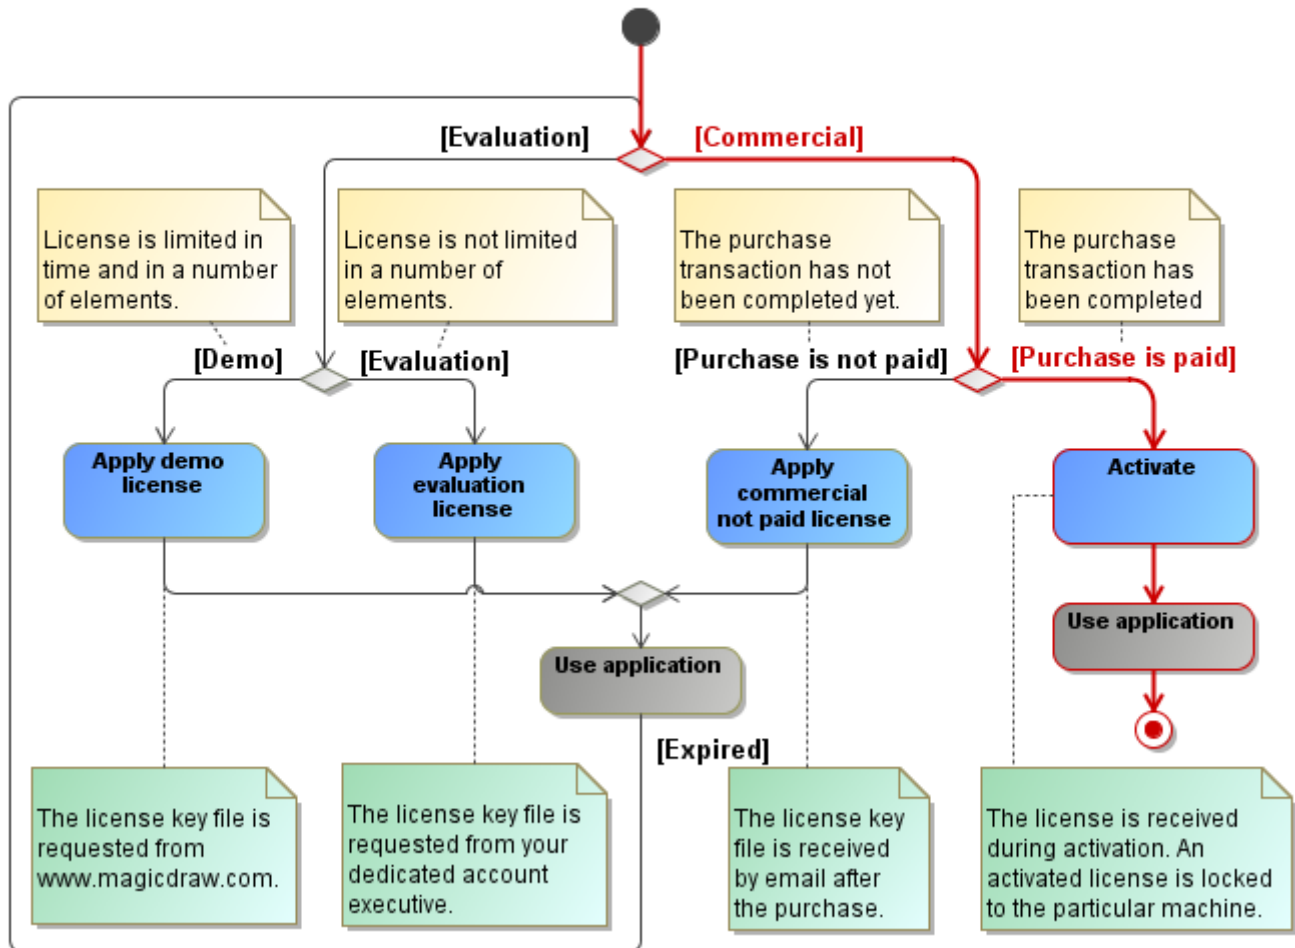 [Evaluation]
[Commercial]
License is limited in
time and in a number
of elements.
License is not limited
in a number of
elements.
The purchase
transaction has not
been completed yet.
The purchase
transaction has
been completed
[Demo]
[Evaluation]
[Purchase is not paid]
[Purchase is paid]
Apply demo
license
Apply
evaluation
license
Apply
commercial
not paid license
Activate
Use application
Use application
[Expired]
The license key file is
requested from
www.magicdraw.com.
The license key file is
requested from your
dedicated account
executive.
The license key
file is received
by email after
the purchase.
The license is received
during activation. An
activated license is locked
to the particular machine.